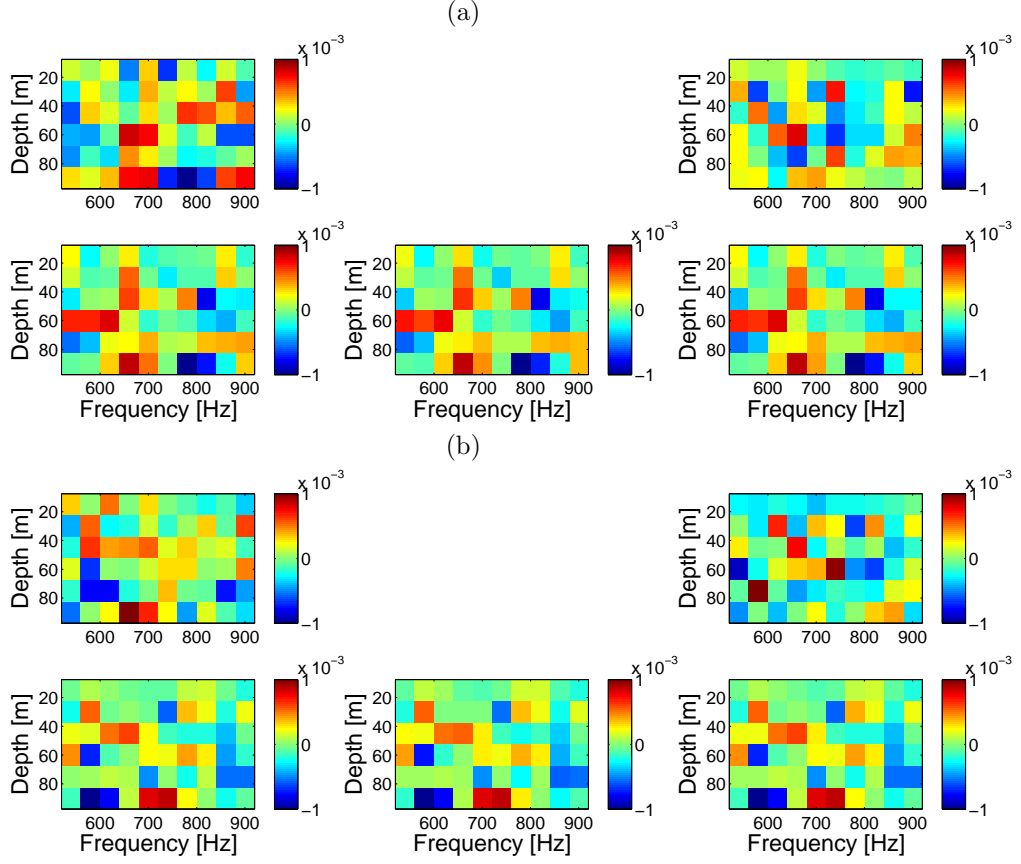 (a)
x 10⁻³ x 10⁻³
Depth [m] 20 40 60 80 1 0 −1 Depth [m] 20 40 60 80 1 0 −1
600 700 800 900 600 700 800 900
x 10⁻³ x 10⁻³ x 10⁻³
Depth [m] 20 40 60 80 1 0 −1 20 40 60 80 1 0 −1 Depth [m] 20 40 60 80 1 0 −1
600 700 800 900 600 700 800 900 600 700 800 900
Frequency [Hz] Frequency [Hz] Frequency [Hz]
(b)
x 10⁻³ x 10⁻³
Depth [m] 20 40 60 80 1 0 −1 Depth [m] 20 40 60 80 1 0 −1
600 700 800 900 600 700 800 900
x 10⁻³ x 10⁻³ x 10⁻³
Depth [m] 20 40 60 80 1 0 −1 20 40 60 80 1 0 −1 Depth [m] 20 40 60 80 1 0 −1
600 700 800 900 600 700 800 900 600 700 800 900
Frequency [Hz] Frequency [Hz] Frequency [Hz]